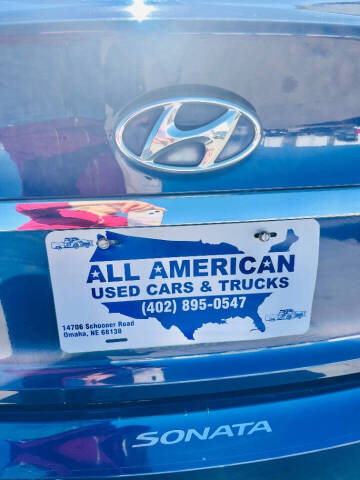 ALL AMERICAN
USED CARS & TRUCKS
(402) 895-0547
14706 Schooner Road
Omaha, NE 68138
SONATA